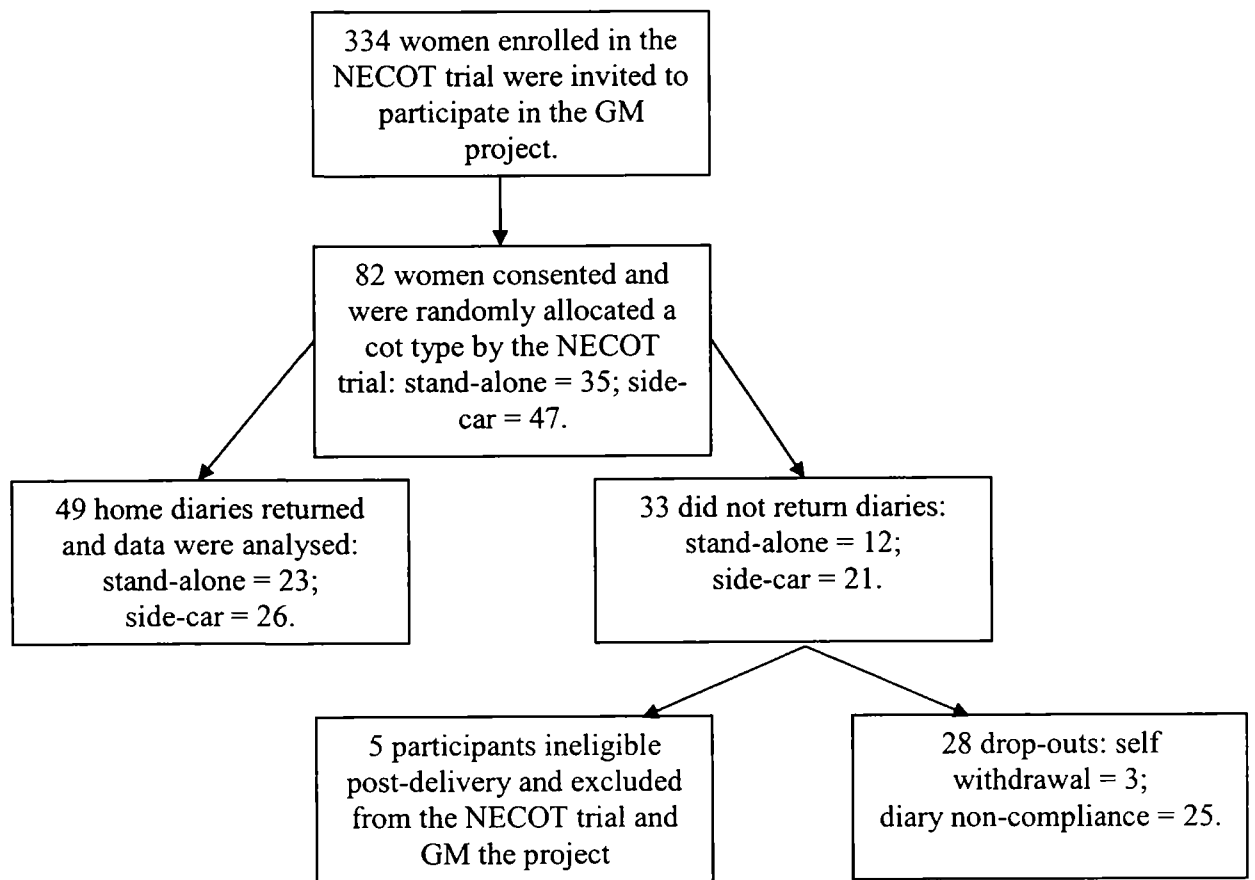 334 women enrolled in the
NECOT trial were invited to
participate in the GM
project.
82 women consented and
were randomly allocated a
cot type by the NECOT
trial: stand-alone = 35; side-
car = 47.
49 home diaries returned
and data were analysed:
stand-alone = 23;
side-car = 26.
33 did not return diaries:
stand-alone = 12;
side-car = 21.
5 participants ineligible
post-delivery and excluded
from the NECOT trial and
GM the project
28 drop-outs: self
withdrawal = 3;
diary non-compliance = 25.